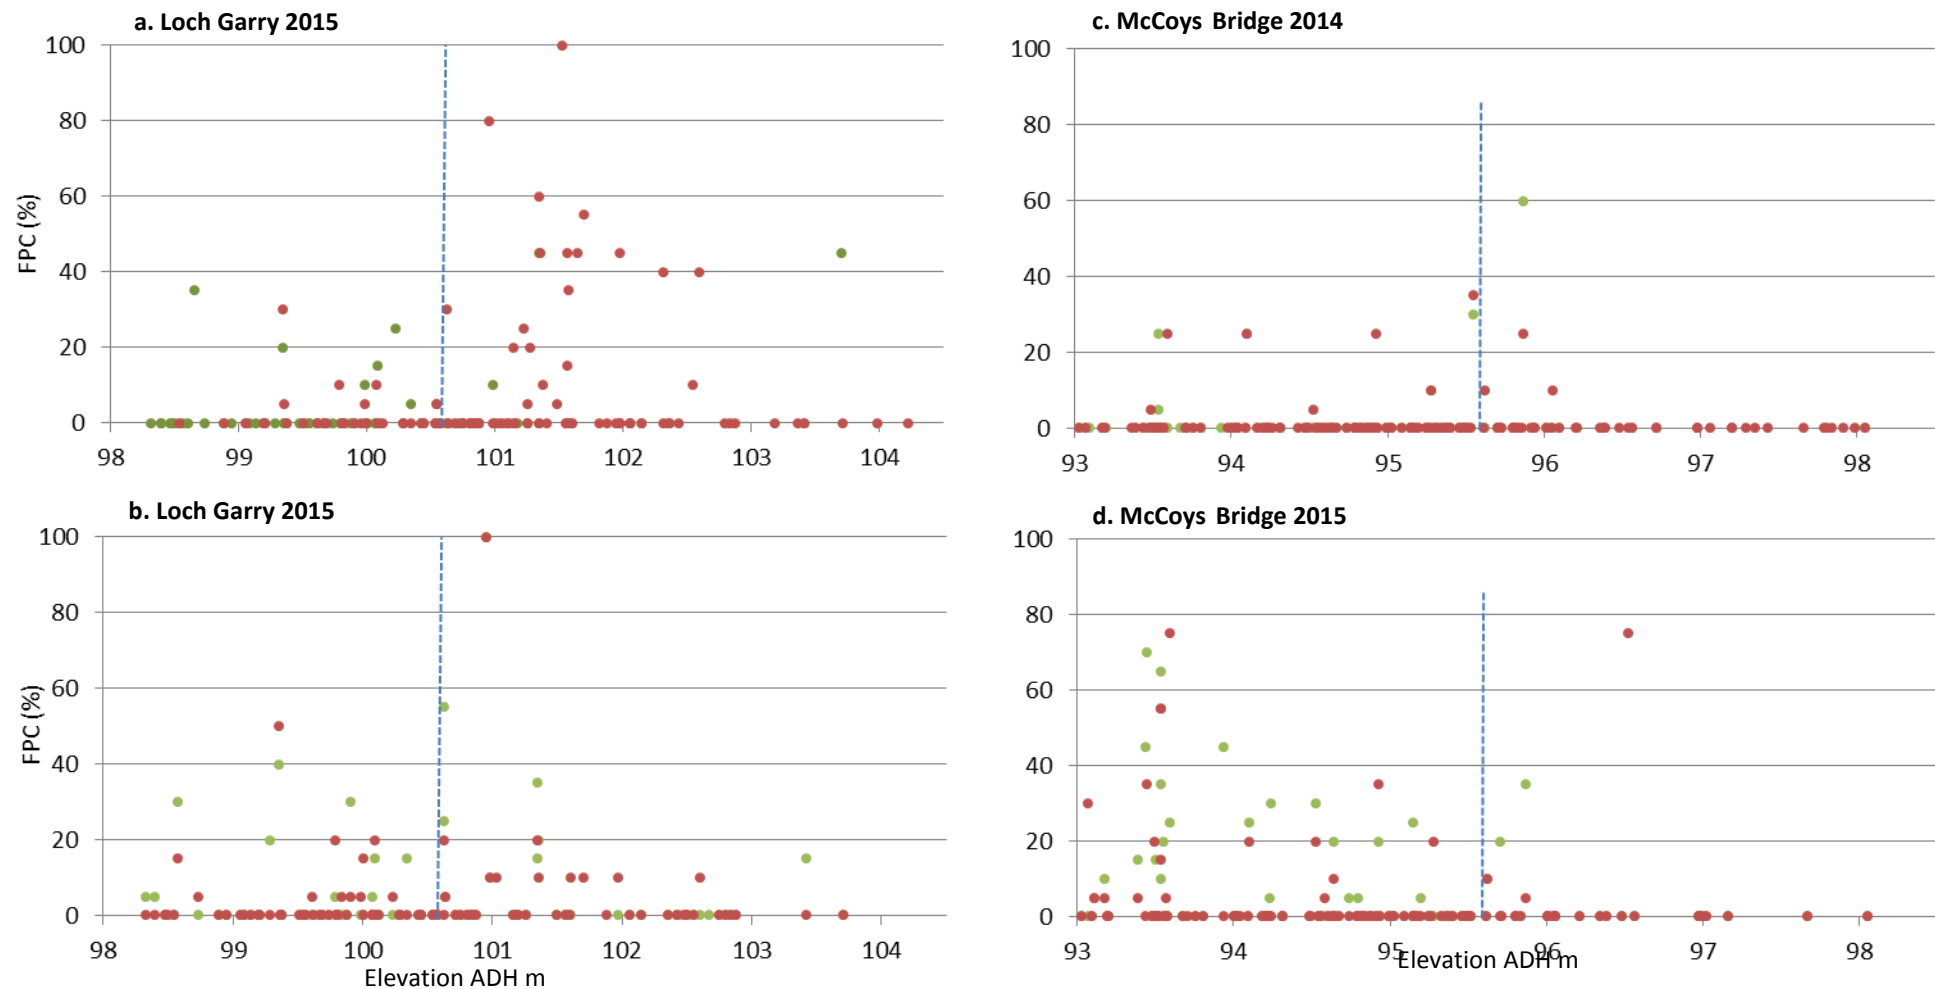 a. Loch Garry 2015
100
80
60
40
20
0
FPC (%)
98 99 100 101 102 103 104
b. Loch Garry 2015
100
80
60
40
20
0
FPC (%)
98 99 100 101 102 103 104
Elevation ADH m
c. McCoys Bridge 2014
100
80
60
40
20
0
93 94 95 96 97 98
d. McCoys Bridge 2015
100
80
60
40
20
0
93 94 95 96 97 98
Elevation ADH m